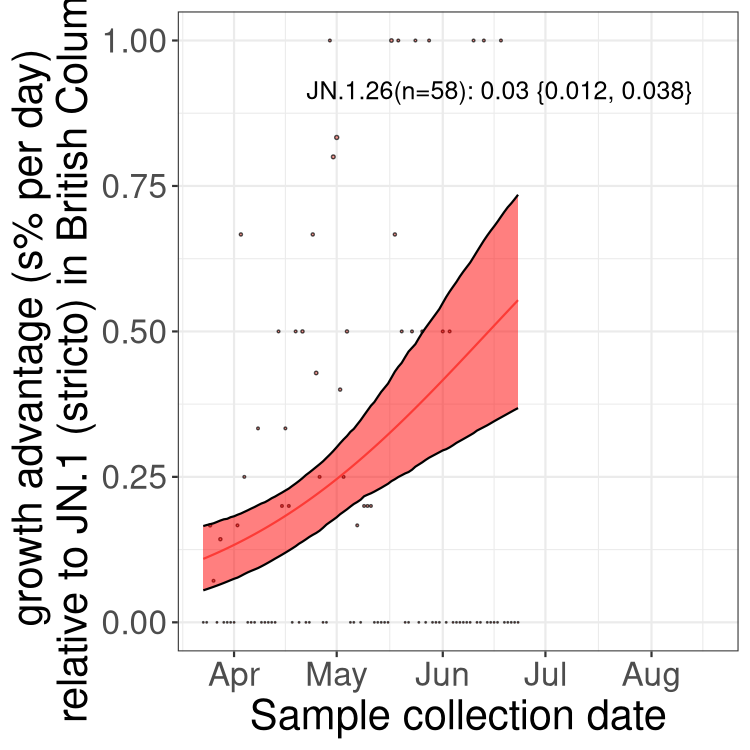 growth advantage (s% per day)
relative to JN.1 (stricto) in British Colum
1.00
0.75
0.50
0.25
0.00
JN.1.26(n=58): 0.03 {0.012, 0.038}
Apr May Jun Jul Aug
Sample collection date